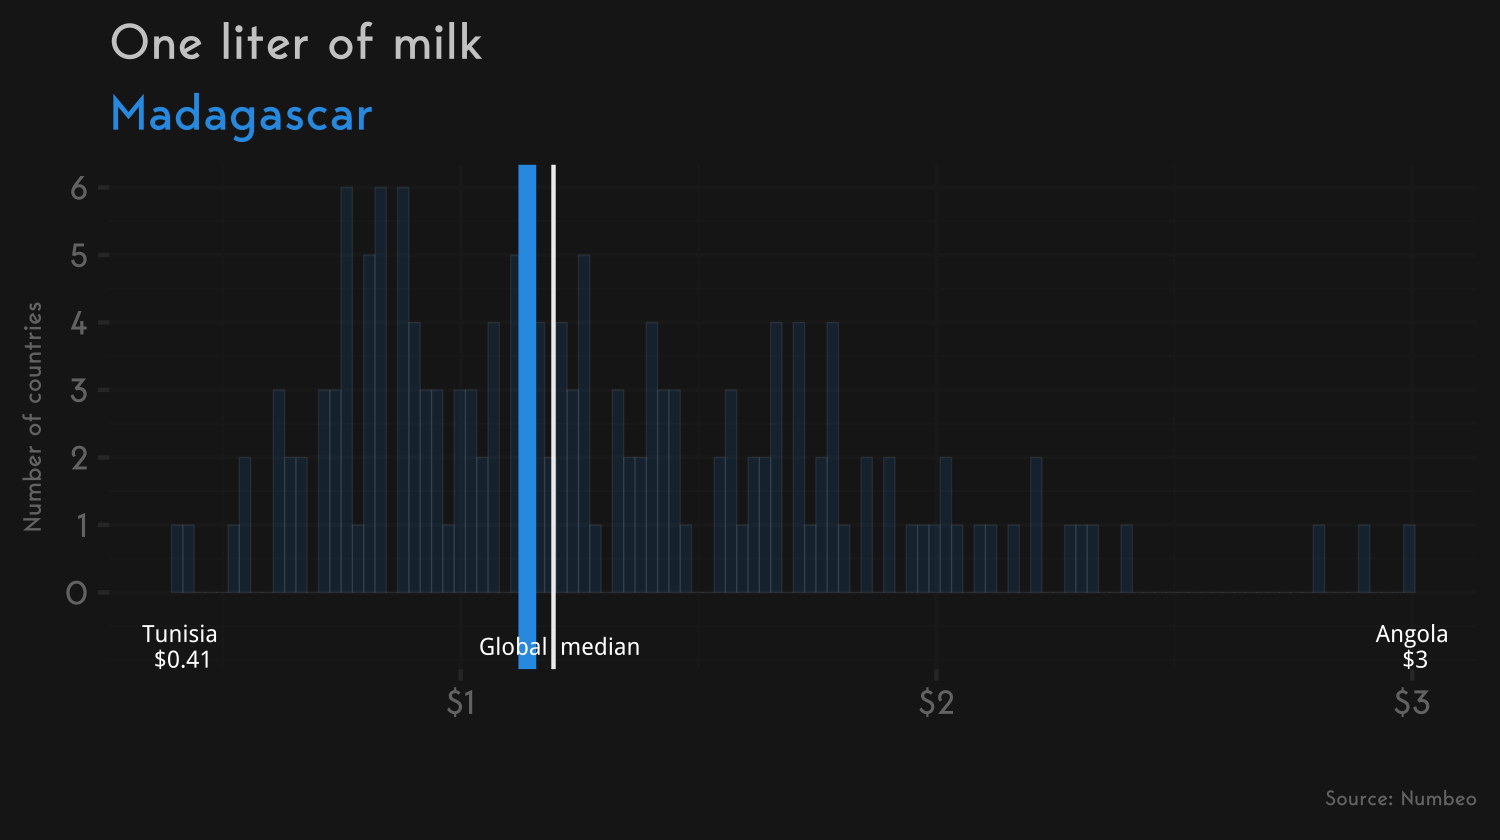 One liter of milk
Madagascar
Number of countries
6
5
4
3
2
1
0
Tunisia
$0.41
Global median
Angola
$3
$1
$2
$3
Source: Numbeo